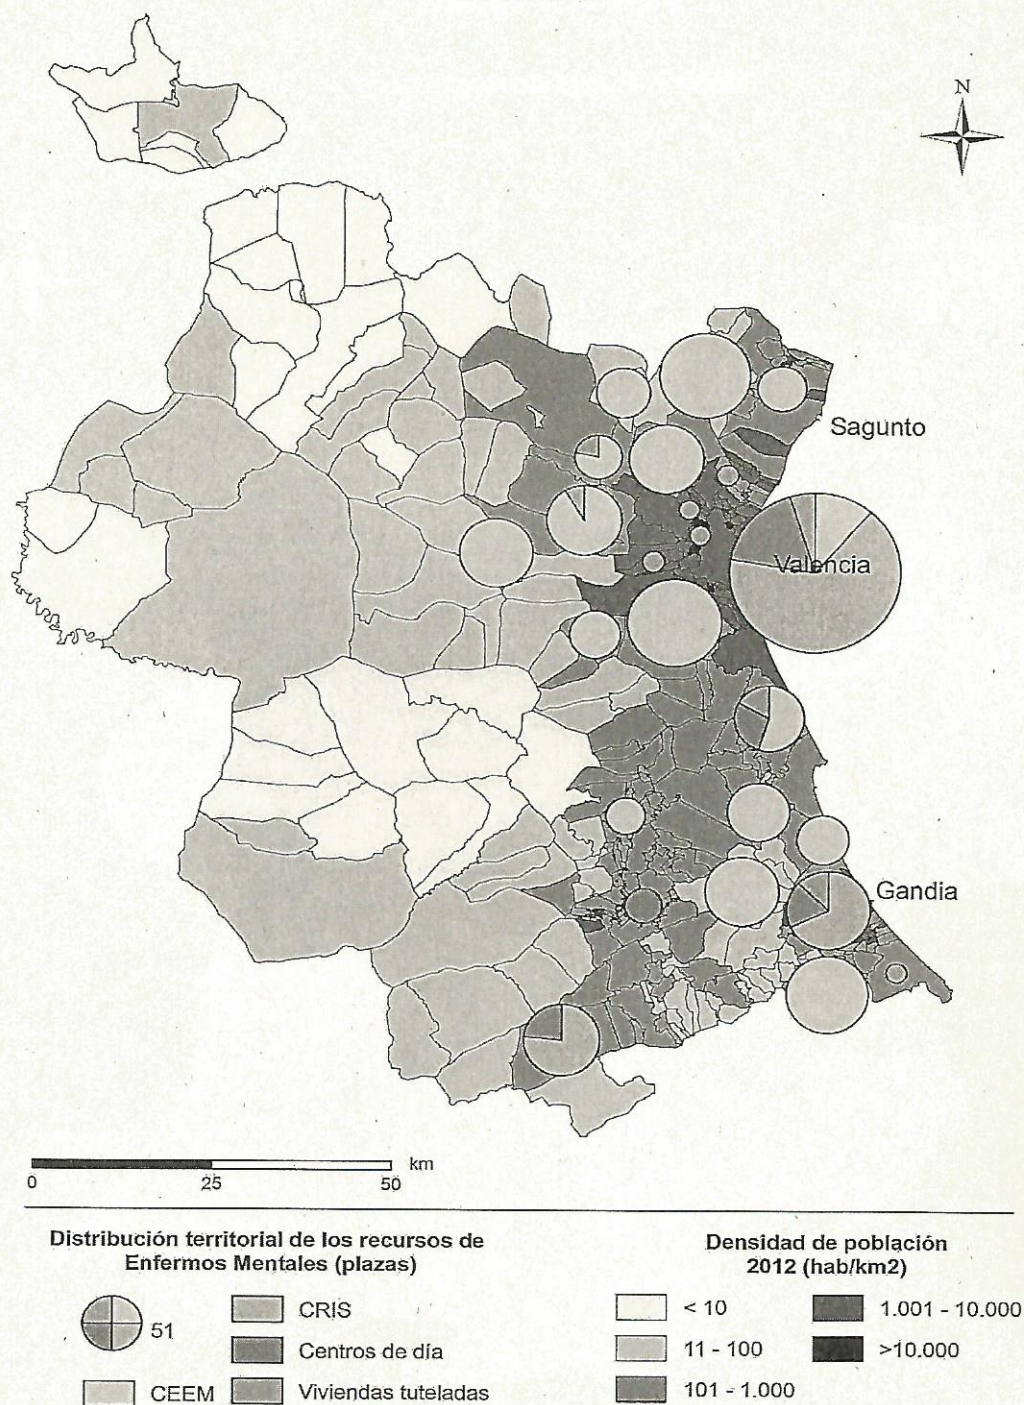 N
Sagunto
Valencia
Gandia
km
0 25 50
Distribución territorial de los recursos de
Enfermos Mentales (plazas)
51
CEEM
CRIS
Centros de día
Viviendas tuteladas
Densidad de población
2012 (hab/km2)
< 10
11 - 100
101 - 1.000
1.001 - 10.000
>10.000